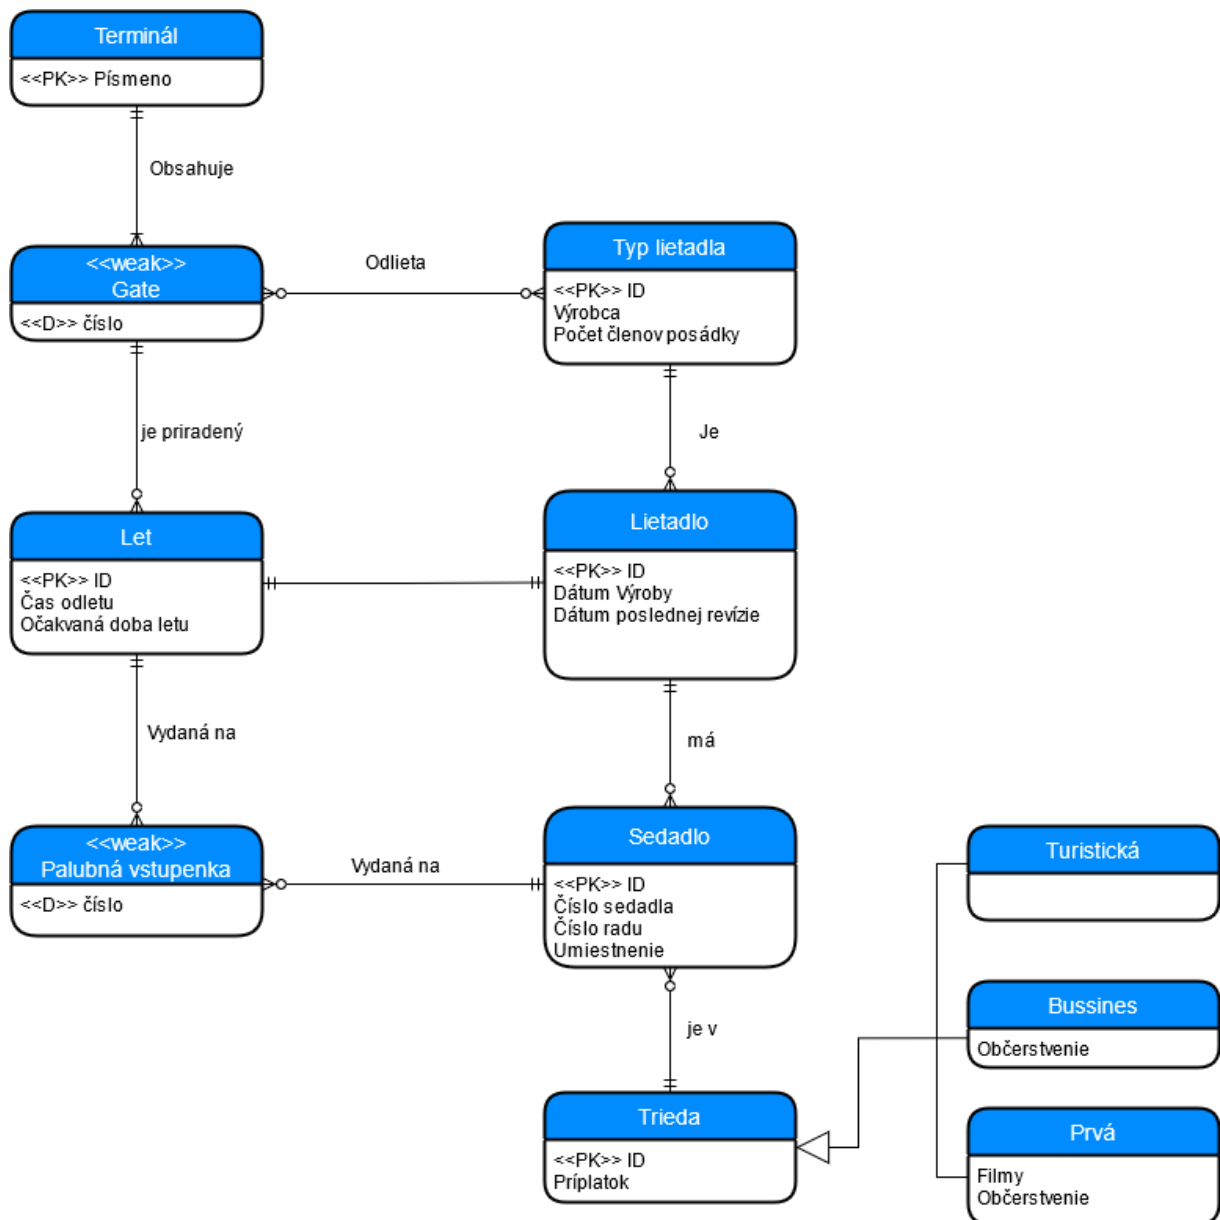 Terminál
<<PK>> Písmeno
Obsahuje
<<weak>>
Gate
<<D>> číslo
Odlieta
Typ lietadla
<<PK>> ID
Výrobca
Počet členov posádky
je priradený
Je
Let
<<PK>> ID
Čas odletu
Očakvaná doba letu
Lietadlo
<<PK>> ID
Dátum Výroby
Dátum poslednej revízie
Vydaná na
má
<<weak>>
Palubná vstupenka
<<D>> číslo
Vydaná na
Sedadlo
<<PK>> ID
Číslo sedadla
Číslo radu
Umiestnenie
Turistická
Bussines
Občerstvenie
je v
Trieda
<<PK>> ID
Príplatok
Prvá
Filmy
Občerstvenie